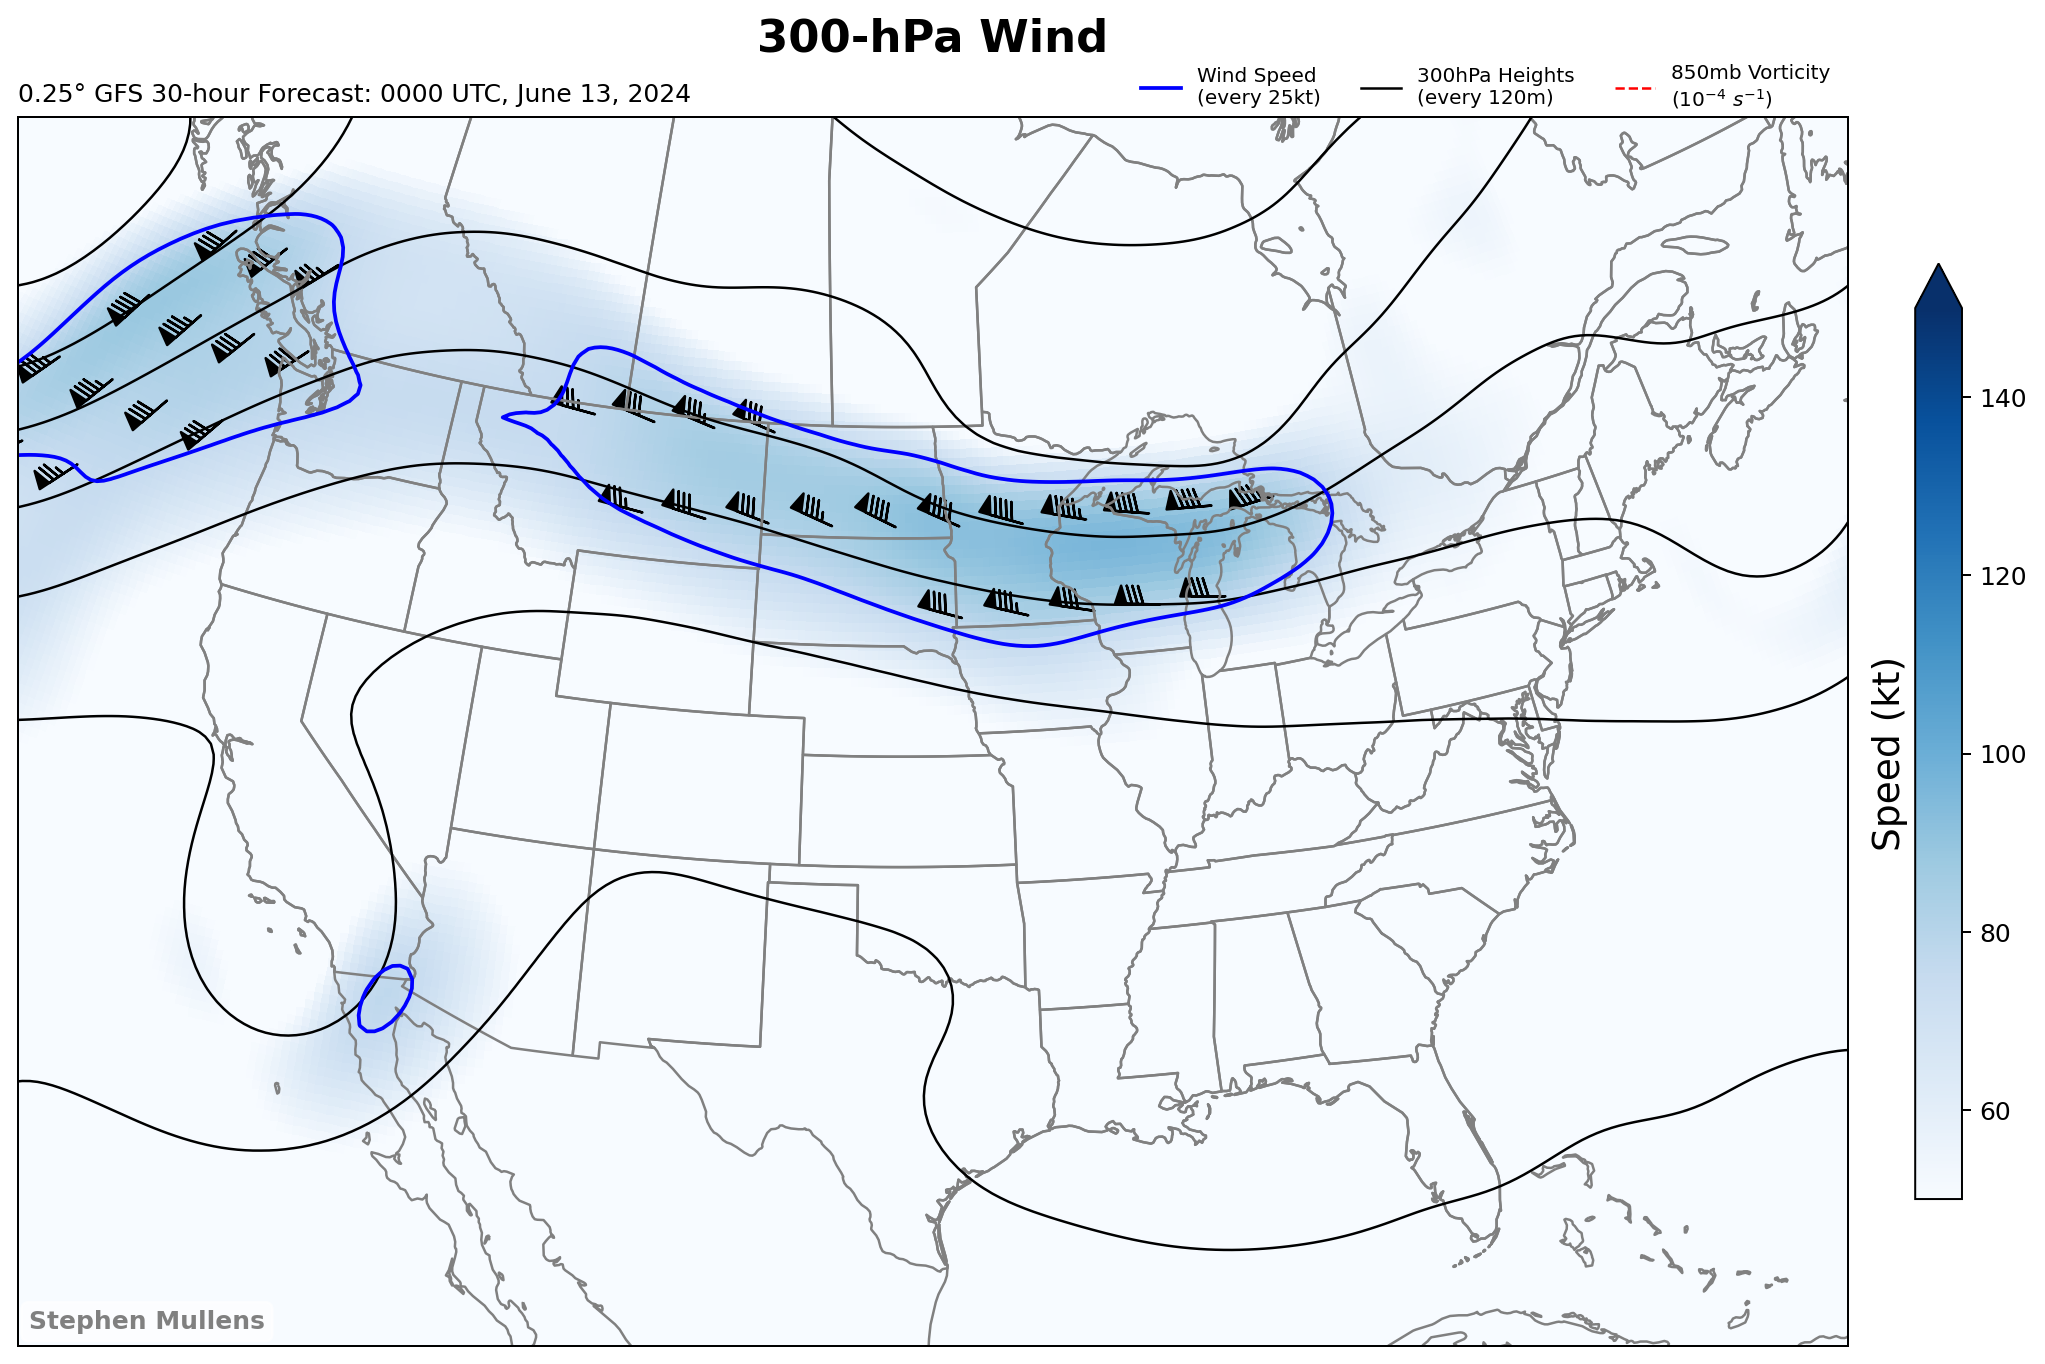 300-hPa Wind
0.25° GFS 30-hour Forecast: 0000 UTC, June 13, 2024
Wind Speed
(every 25kt)
300hPa Heights
(every 120m)
850mb Vorticity
(10⁻⁴ s⁻¹)
140
120
100
80
60
Speed (kt)
Stephen Mullens